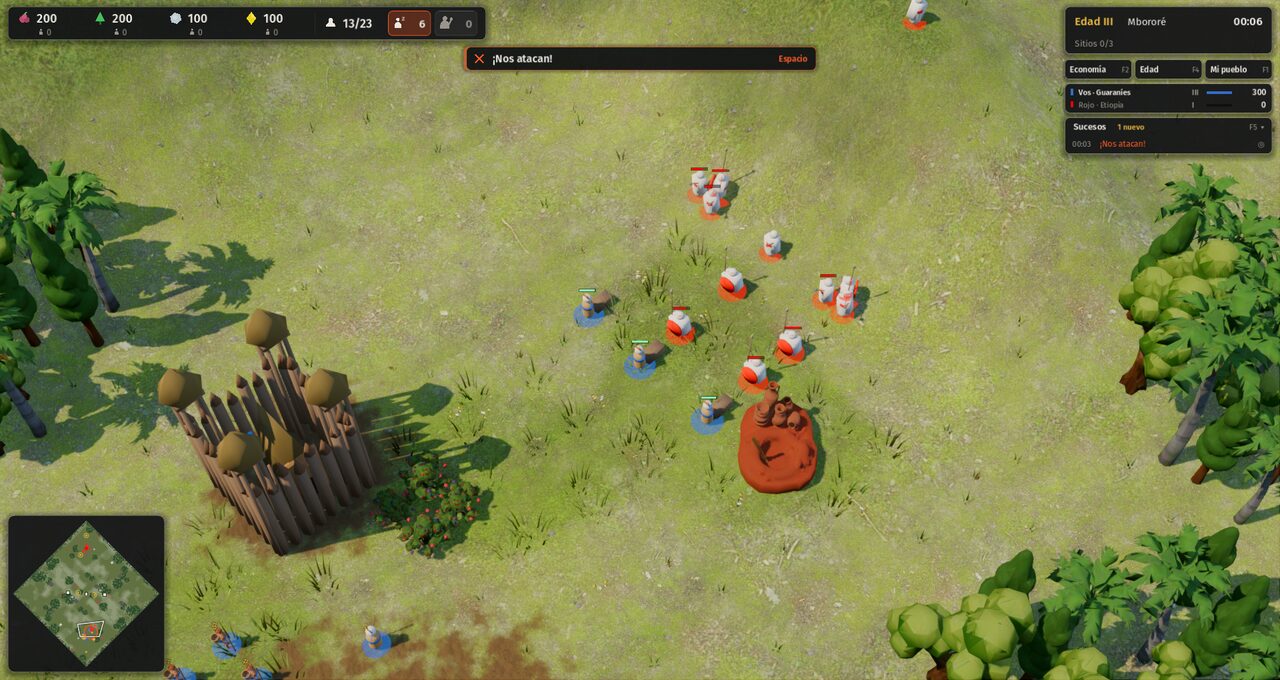 200 200 100 100 13/23 6 0
0 0 0 0
¡Nos atacan! Espacio
Edad III Mbororé 00:06
Sitios 0/3
Economía F2 Edad F4 Mi pueblo F1
Vos · Guaraníes III 300
Rojo · Etiopía I 0
Sucesos 1 nuevo F5
00:03 ¡Nos atacan!